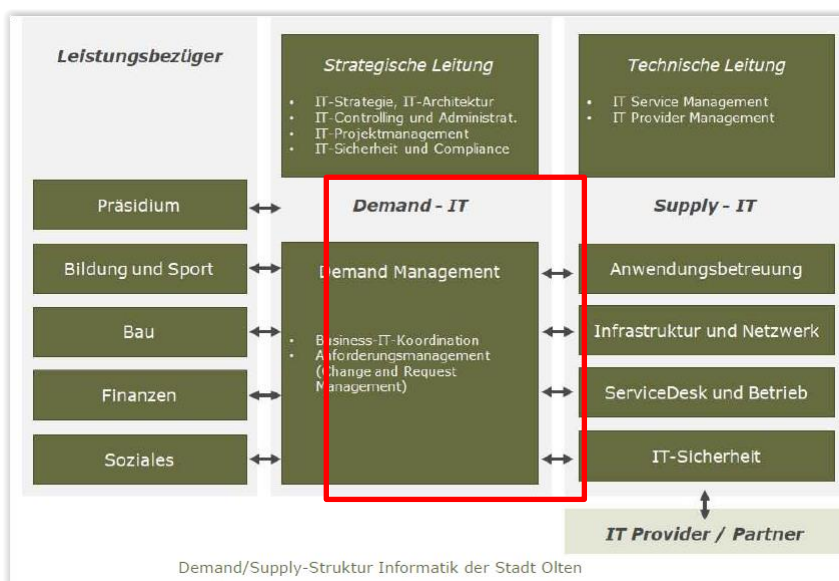 Leistungsbezüger
Präsidium
Bildung und Sport
Bau
Finanzen
Soziales
Strategische Leitung
• IT-Strategie, IT-Architektur
• IT-Controlling und Administrat.
• IT-Projektmanagement
• IT-Sicherheit und Compliance
Demand - IT
Demand Management
• Business-IT-Koordination
• Anforderungsmanagement
(Change and Request
Management)
Technische Leitung
• IT Service Management
• IT Provider Management
Supply - IT
Anwendungsbetreuung
Infrastruktur und Netzwerk
ServiceDesk und Betrieb
IT-Sicherheit
IT Provider / Partner
Demand/Supply-Struktur Informatik der Stadt Olten